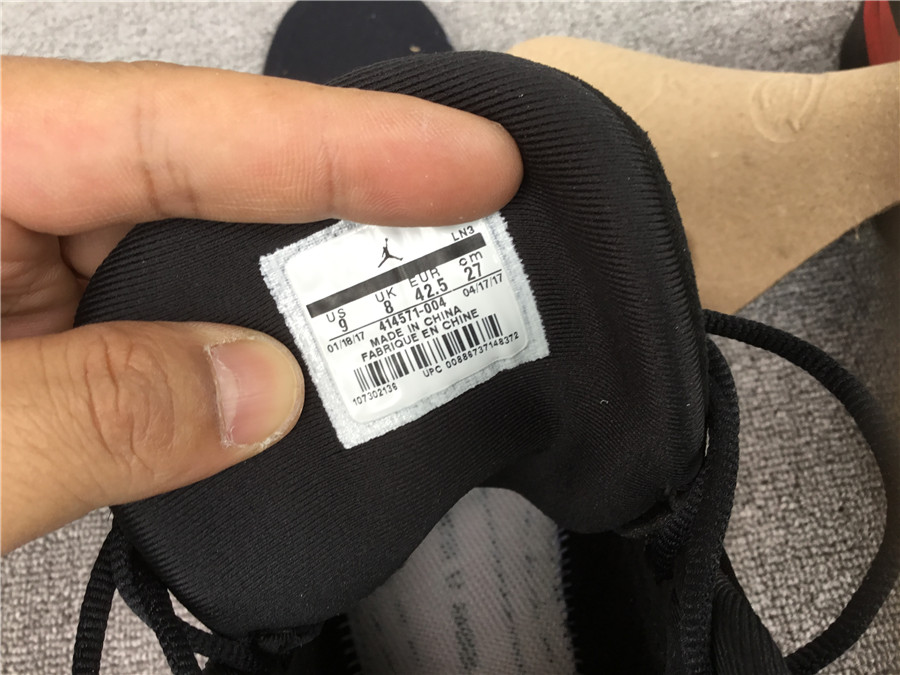 LN3
US UK EUR cm
9 8 42.5 27
01/18/17 414571-004 04/17/17
MADE IN CHINA
FABRIQUE EN CHINE
107302136 UPC 00886737148372